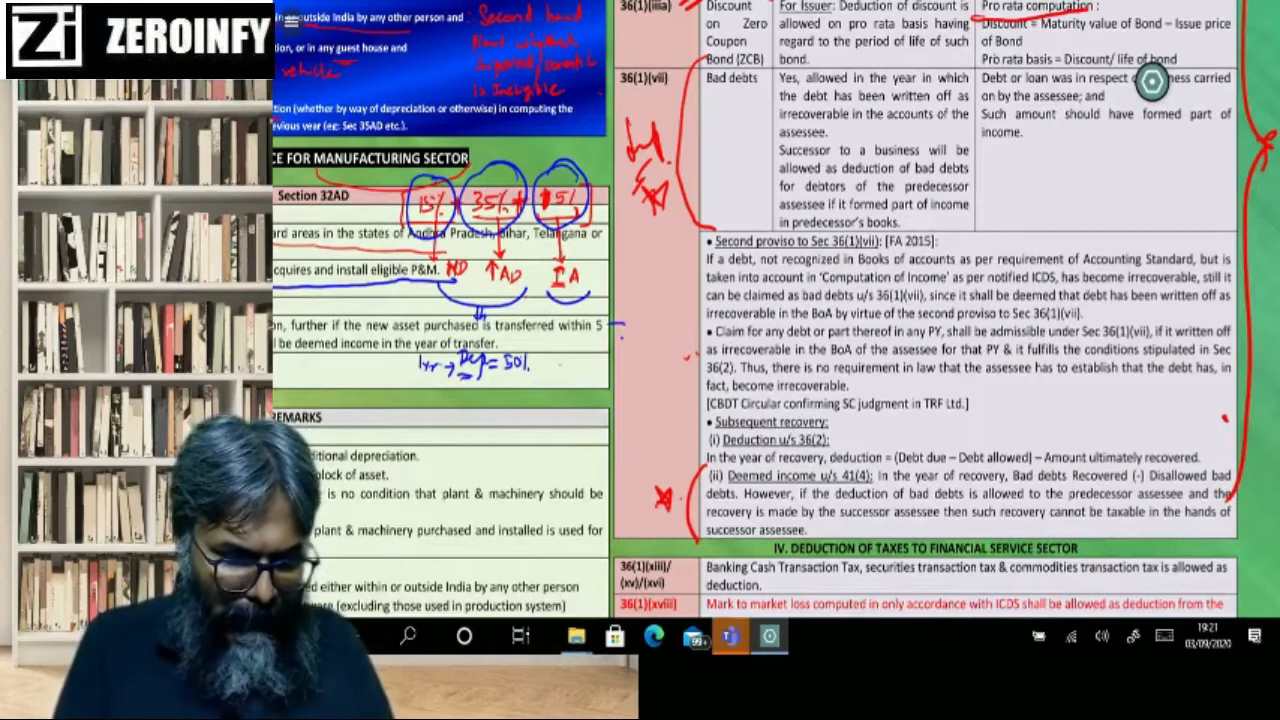 Zi ZEROINFY
in or outside India by any other person and
: Second hand
tion, or in any guest house and
vehicle
is Ineligible
tion (whether by way of depreciation or otherwise) in computing the
evious year (eg: Sec 35AD etc.).
CE FOR MANUFACTURING SECTOR
Section 32AD
15% + 35% + 15%
ard areas in the states of Andhra Pradesh, Bihar, Telangana or
cquires and install eligible P&M.
ND ↑AD IA
on, further if the new asset purchased is transferred within 5
l be deemed income in the year of transfer.
1yr → Dep = 50%.
REMARKS
ditional depreciation.
block of asset.
is no condition that plant & machinery should be
plant & machinery purchased and installed is used for
ed either within or outside India by any other person
ware (excluding those used in production system)
36(1)(iiia)
Discount
on Zero
Coupon
Bond (ZCB)
For Issuer: Deduction of discount is
allowed on pro rata basis having
regard to the period of life of such
bond.
Pro rata computation :
Discount = Maturity value of Bond – Issue price
of Bond
Pro rata basis = Discount/ life of bond
36(1)(vii)
Bad debts
Yes, allowed in the year in which
the debt has been written off as
irrecoverable in the accounts of the
assessee.
Successor to a business will be
allowed as deduction of bad debts
for debtors of the predecessor
assessee if it formed part of income
in predecessor's books.
Debt or loan was in respect carried
on by the assessee; and
Such amount should have formed part of
income.
• Second proviso to Sec 36(1)(vii): [FA 2015]:
If a debt, not recognized in Books of accounts as per requirement of Accounting Standard, but is
taken into account in 'Computation of Income' as per notified ICDS, has become irrecoverable, still it
can be claimed as bad debts u/s 36(1)(vii), since it shall be deemed that debt has been written off as
irrecoverable in the BoA by virtue of the second proviso to Sec 36(1)(vii).
• Claim for any debt or part thereof in any PY, shall be admissible under Sec 36(1)(vii), if it written off
as irrecoverable in the BoA of the assessee for that PY & it fulfills the conditions stipulated in Sec
36(2). Thus, there is no requirement in law that the assessee has to establish that the debt has, in
fact, become irrecoverable.
[CBDT Circular confirming SC judgment in TRF Ltd.]
• Subsequent recovery:
(i) Deduction u/s 36(2):
In the year of recovery, deduction = (Debt due – Debt allowed) – Amount ultimately recovered.
(ii) Deemed income u/s 41(4): In the year of recovery, Bad debts Recovered (-) Disallowed bad
debts. However, if the deduction of bad debts is allowed to the predecessor assessee and the
recovery is made by the successor assessee then such recovery cannot be taxable in the hands of
successor assessee.
IV. DEDUCTION OF TAXES TO FINANCIAL SERVICE SECTOR
36(1)(xiii)/
(xv)/(xvi)
Banking Cash Transaction Tax, securities transaction tax & commodities transaction tax is allowed as
deduction.
36(1)(xviii)
Mark to market loss computed in only accordance with ICDS shall be allowed as deduction from the
99+
19:21
03/09/2020